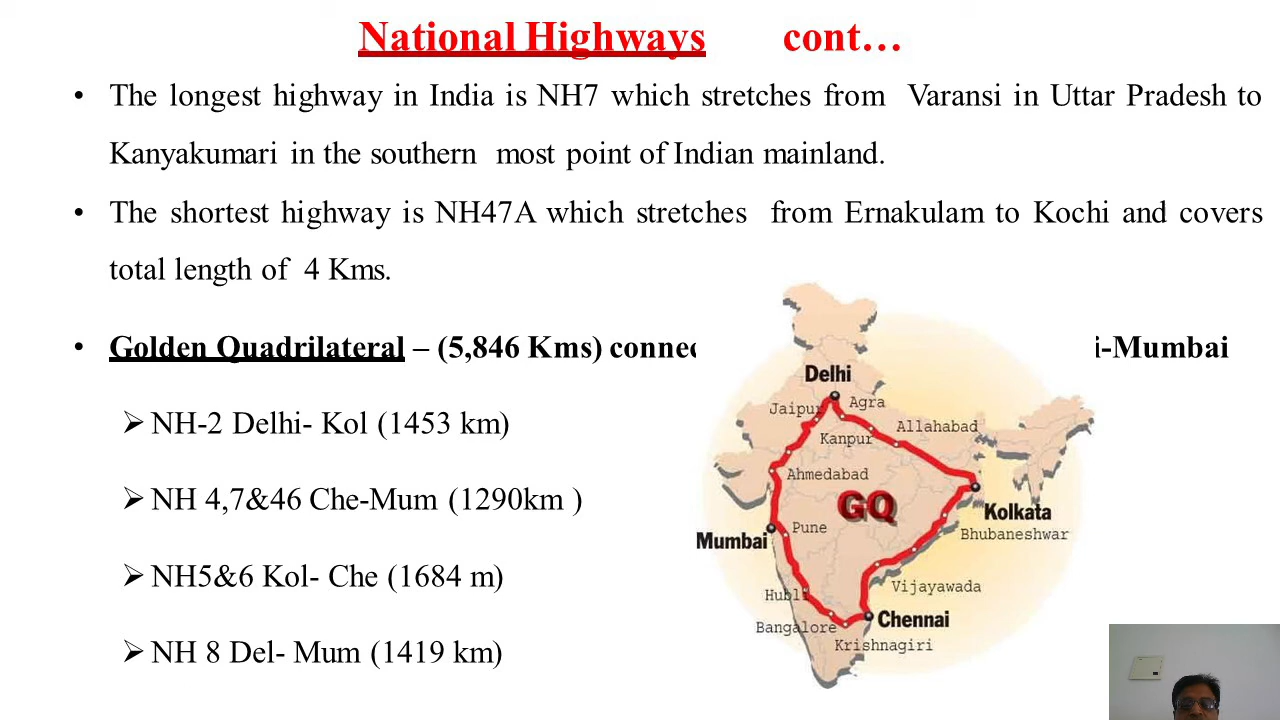 National Highways cont…
• The longest highway in India is NH7 which stretches from Varansi in Uttar Pradesh to
Kanyakumari in the southern most point of Indian mainland.
• The shortest highway is NH47A which stretches from Ernakulam to Kochi and covers
total length of 4 Kms.
• Golden Quadrilateral – (5,846 Kms) i-Mumbai
➢ NH-2 Delhi- Kol (1453 km)
➢ NH 4,7&46 Che-Mum (1290km )
➢ NH5&6 Kol- Che (1684 m)
➢ NH 8 Del- Mum (1419 km)
Delhi
Jaipur
Agra
Kanpur
Allahabad
Ahmedabad
GQ
Kolkata
Bhubaneshwar
Mumbai
Pune
Vijayawada
Hubli
Chennai
Bangalore
Krishnagiri